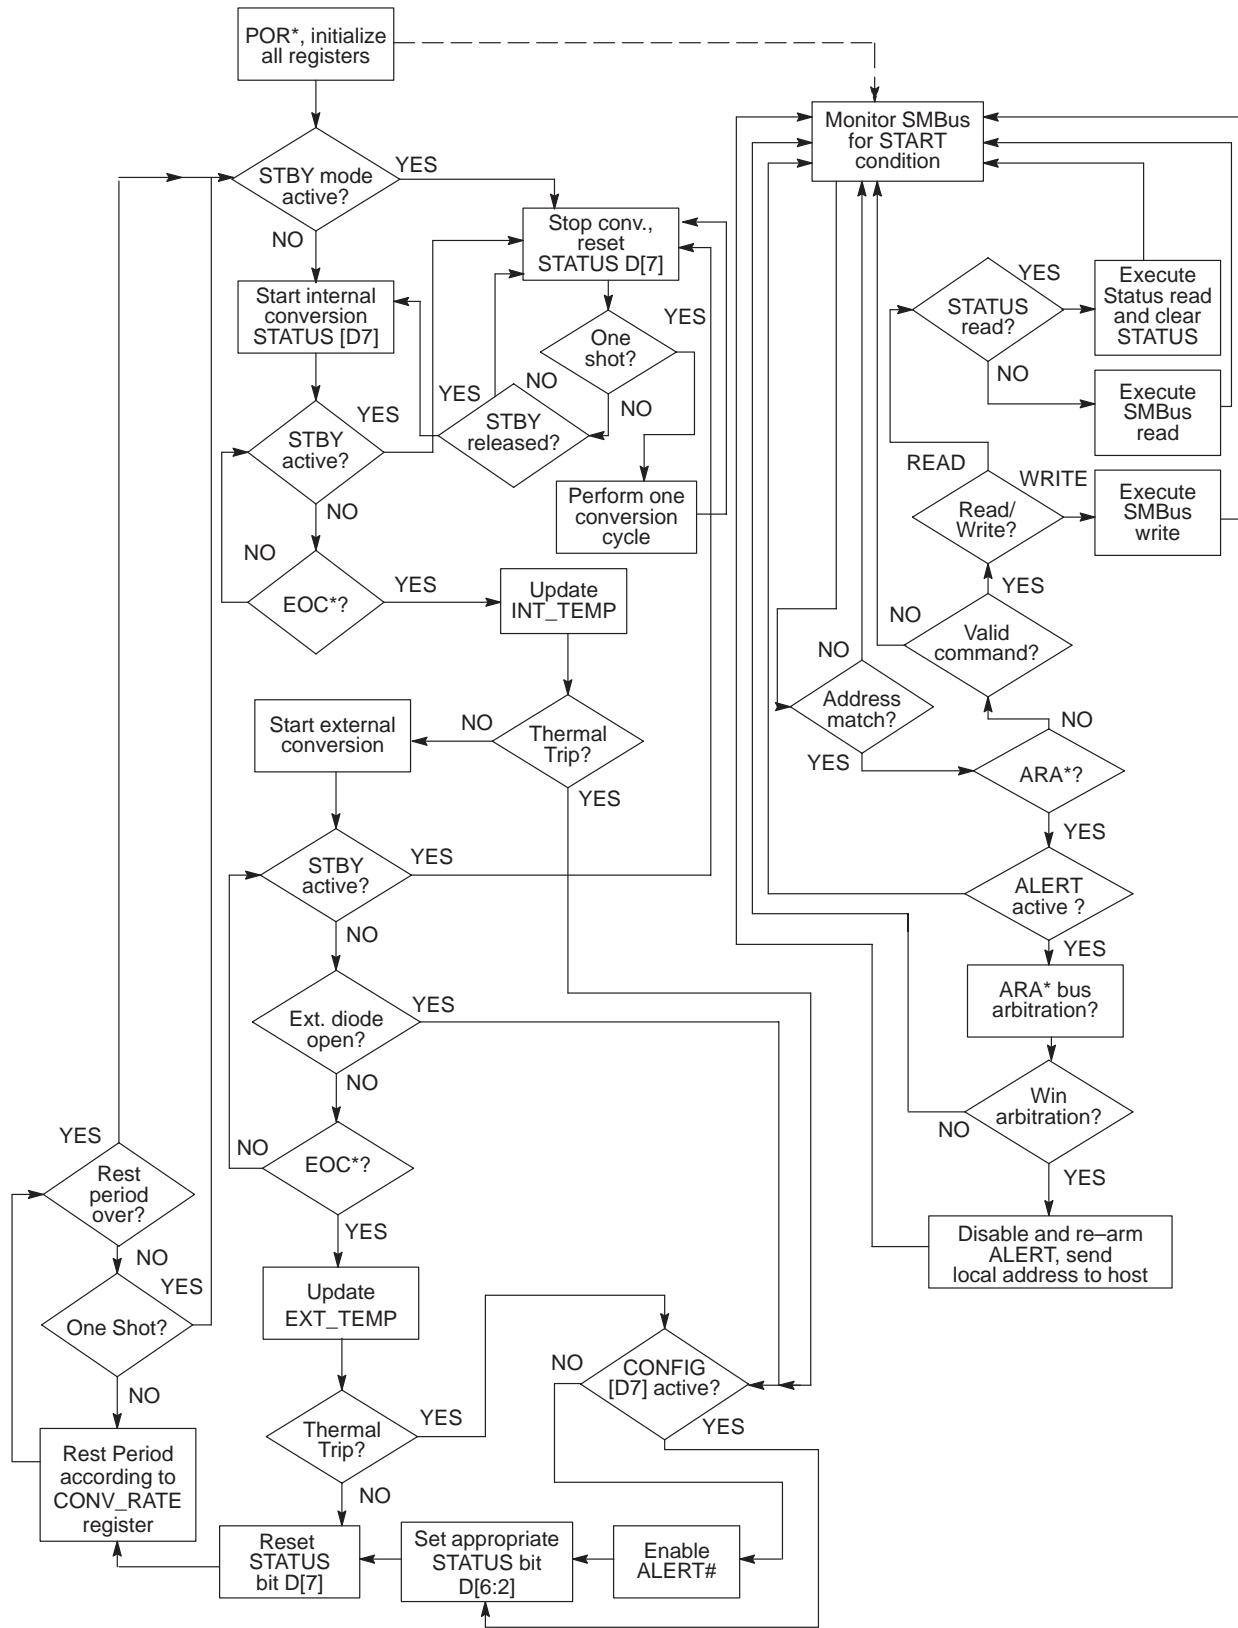 POR*, initialize
all registers
STBY mode
active?
YES
NO
Start internal
conversion
STATUS [D7]
Stop conv.,
reset
STATUS D[7]
YES
One
shot?
NO
NO
YES
STBY
released?
Perform one
conversion
cycle
YES
STBY
active?
NO
NO
EOC*?
YES
Update
INT_TEMP
Start external
conversion
NO
Thermal
Trip?
YES
STBY
active?
YES
NO
Ext. diode
open?
YES
NO
NO
EOC*?
YES
Update
EXT_TEMP
YES
Rest
period
over?
NO
YES
One Shot?
NO
Rest Period
according to
CONV_RATE
register
Thermal
Trip?
YES
NO
NO
CONFIG
[D7] active?
YES
Reset
STATUS
bit D[7]
Set appropriate
STATUS bit
D[6:2]
Enable
ALERT#
Monitor SMBus
for START
condition
YES
STATUS
read?
NO
Execute
Status read
and clear
STATUS
Execute
SMBus
read
READ
WRITE
Read/
Write?
Execute
SMBus
write
YES
NO
Valid
command?
NO
Address
match?
YES
NO
ARA*?
YES
ALERT
active ?
YES
ARA* bus
arbitration?
Win
arbitration?
NO
YES
Disable and re–arm
ALERT, send
local address to host